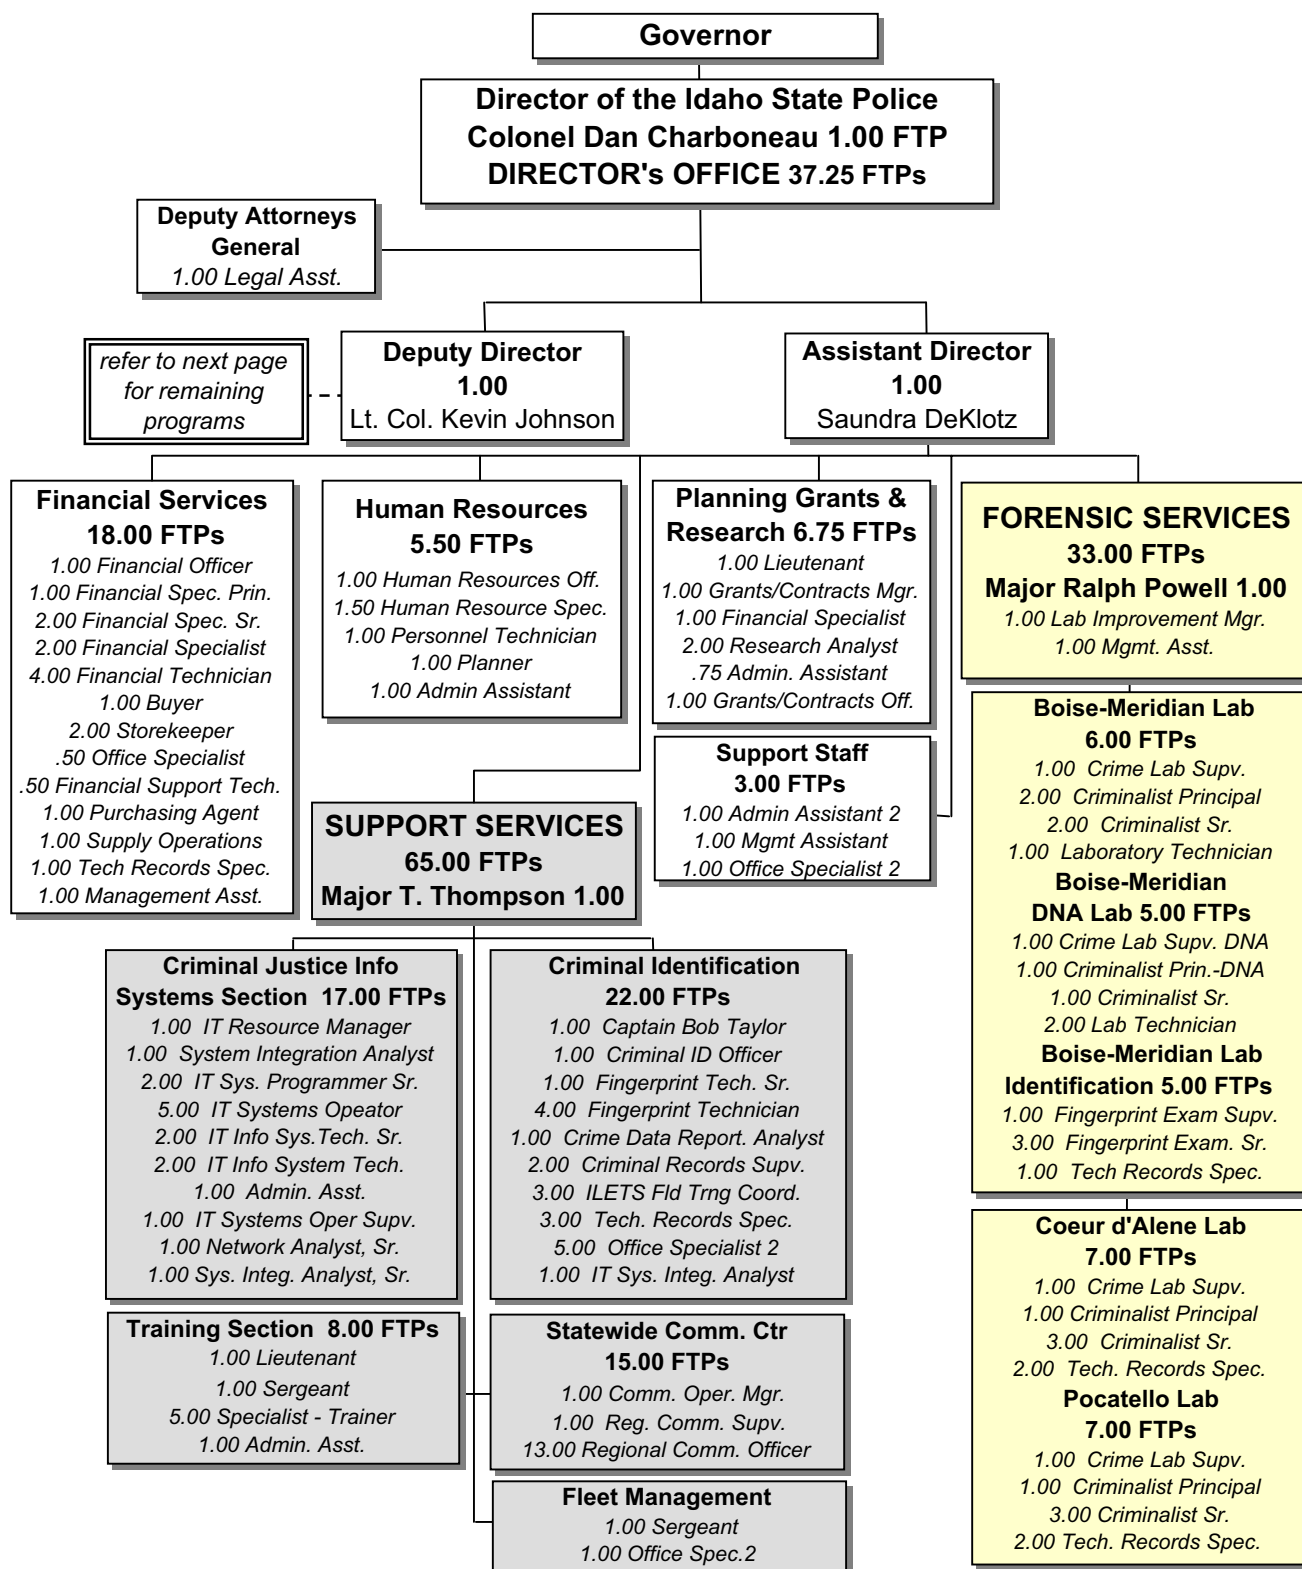 Governor
Director of the Idaho State Police
Colonel Dan Charboneau 1.00 FTP
DIRECTOR's OFFICE 37.25 FTPs
Deputy Attorneys
General
1.00 Legal Asst.
refer to next page
for remaining
programs
Deputy Director
1.00
Lt. Col. Kevin Johnson
Assistant Director
1.00
Saundra DeKlotz
Financial Services
18.00 FTPs
1.00 Financial Officer
1.00 Financial Spec. Prin.
2.00 Financial Spec. Sr.
2.00 Financial Specialist
4.00 Financial Technician
1.00 Buyer
2.00 Storekeeper
.50 Office Specialist
.50 Financial Support Tech.
1.00 Purchasing Agent
1.00 Supply Operations
1.00 Tech Records Spec.
1.00 Management Asst.
Human Resources
5.50 FTPs
1.00 Human Resources Off.
1.50 Human Resource Spec.
1.00 Personnel Technician
1.00 Planner
1.00 Admin Assistant
Planning Grants &
Research 6.75 FTPs
1.00 Lieutenant
1.00 Grants/Contracts Mgr.
1.00 Financial Specialist
2.00 Research Analyst
.75 Admin. Assistant
1.00 Grants/Contracts Off.
Support Staff
3.00 FTPs
1.00 Admin Assistant 2
1.00 Mgmt Assistant
1.00 Office Specialist 2
FORENSIC SERVICES
33.00 FTPs
Major Ralph Powell 1.00
1.00 Lab Improvement Mgr.
1.00 Mgmt. Asst.
Boise-Meridian Lab
6.00 FTPs
1.00 Crime Lab Supv.
2.00 Criminalist Principal
2.00 Criminalist Sr.
1.00 Laboratory Technician
Boise-Meridian
DNA Lab 5.00 FTPs
1.00 Crime Lab Supv. DNA
1.00 Criminalist Prin.-DNA
1.00 Criminalist Sr.
2.00 Lab Technician
Boise-Meridian Lab
Identification 5.00 FTPs
1.00 Fingerprint Exam Supv.
3.00 Fingerprint Exam. Sr.
1.00 Tech Records Spec.
Coeur d'Alene Lab
7.00 FTPs
1.00 Crime Lab Supv.
1.00 Criminalist Principal
3.00 Criminalist Sr.
2.00 Tech. Records Spec.
Pocatello Lab
7.00 FTPs
1.00 Crime Lab Supv.
1.00 Criminalist Principal
3.00 Criminalist Sr.
2.00 Tech. Records Spec.
SUPPORT SERVICES
65.00 FTPs
Major T. Thompson 1.00
Criminal Justice Info
Systems Section 17.00 FTPs
1.00 IT Resource Manager
1.00 System Integration Analyst
2.00 IT Sys. Programmer Sr.
5.00 IT Systems Opeator
2.00 IT Info Sys.Tech. Sr.
2.00 IT Info System Tech.
1.00 Admin. Asst.
1.00 IT Systems Oper Supv.
1.00 Network Analyst, Sr.
1.00 Sys. Integ. Analyst, Sr.
Criminal Identification
22.00 FTPs
1.00 Captain Bob Taylor
1.00 Criminal ID Officer
1.00 Fingerprint Tech. Sr.
4.00 Fingerprint Technician
1.00 Crime Data Report. Analyst
2.00 Criminal Records Supv.
3.00 ILETS Fld Trng Coord.
3.00 Tech. Records Spec.
5.00 Office Specialist 2
1.00 IT Sys. Integ. Analyst
Training Section 8.00 FTPs
1.00 Lieutenant
1.00 Sergeant
5.00 Specialist - Trainer
1.00 Admin. Asst.
Statewide Comm. Ctr
15.00 FTPs
1.00 Comm. Oper. Mgr.
1.00 Reg. Comm. Supv.
13.00 Regional Comm. Officer
Fleet Management
1.00 Sergeant
1.00 Office Spec.2